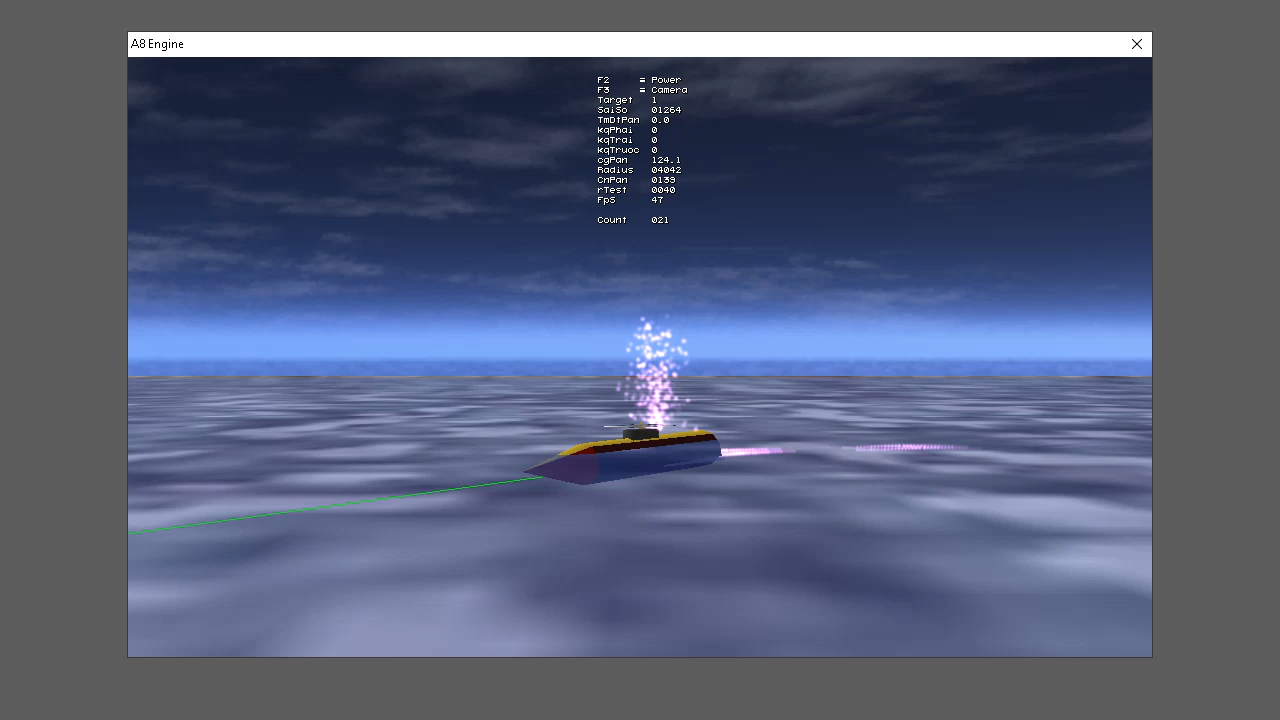 A8 Engine
F2 = Power
F3 = Camera
Target 1
SaiSo 01264
TmDtPan 0.0
kqPhai 0
kqTrai 0
kqTruoc 0
cgPan 124.1
Radius 04042
CnPan 0139
rTest 0040
FpS 47
Count 021